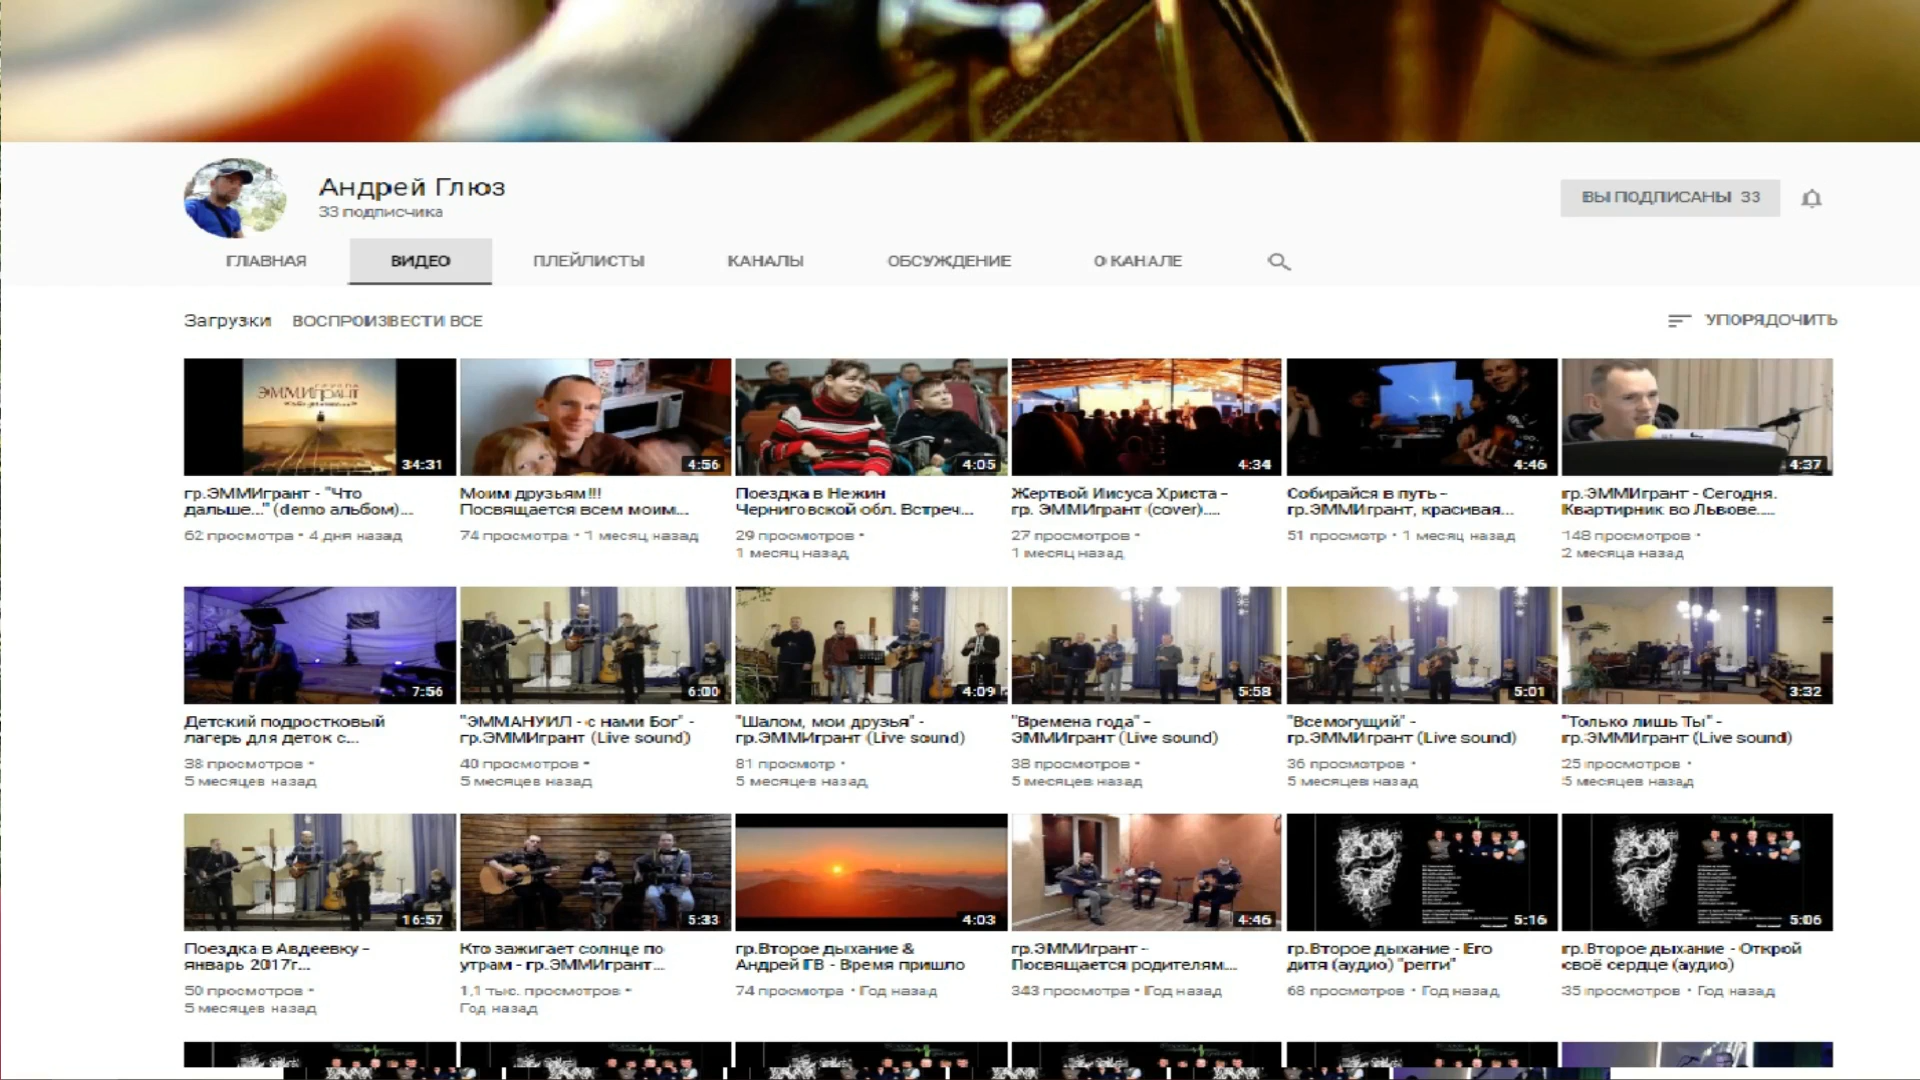 Андрей Глюз
33 подписчика
ВЫ ПОДПИСАНЫ 33
ГЛАВНАЯ ВИДЕО ПЛЕЙЛИСТЫ КАНАЛЫ ОБСУЖДЕНИЕ О КАНАЛЕ
Загрузки ВОСПРОИЗВЕСТИ ВСЕ
УПОРЯДОЧИТЬ
ГРУППА
ЭММИгрант
34:31
гр.ЭММИгрант - "Что
дальше..." (demo альбом)...
62 просмотра • 4 дня назад
4:56
Моим друзьям!!!
Посвящается всем моим...
74 просмотра • 1 месяц назад
4:05
Поездка в Нежин
Черниговской обл. Встреч...
29 просмотров •
1 месяц назад
4:34
Жертвой Иисуса Христа -
гр. ЭММИгрант (cover)....
27 просмотров •
1 месяц назад
4:46
Собирайся в путь -
гр.ЭММИгрант, красивая...
51 просмотр • 1 месяц назад
4:37
гр.ЭММИгрант - Сегодня.
Квартирник во Львове....
148 просмотров •
2 месяца назад
7:56
Детский подростковый
лагерь для деток с...
38 просмотров •
5 месяцев назад
6:00
"ЭММАНУИЛ - с нами Бог" -
гр.ЭММИгрант (Live sound)
40 просмотров •
5 месяцев назад
4:09
"Шалом, мои друзья" -
гр.ЭММИгрант (Live sound)
81 просмотр •
5 месяцев назад
5:58
"Времена года" -
ЭММИгрант (Live sound)
38 просмотров •
5 месяцев назад
5:01
"Всемогущий" -
гр.ЭММИгрант (Live sound)
36 просмотров •
5 месяцев назад
3:32
"Только лишь Ты" -
гр.ЭММИгрант (Live sound)
25 просмотров •
5 месяцев назад
16:57
Поездка в Авдеевку -
январь 2017г...
50 просмотров •
5 месяцев назад
5:33
Кто зажигает солнце по
утрам - гр.ЭММИгрант...
1,1 тыс. просмотров •
Год назад
4:03
гр.Второе дыхание &
Андрей ГВ - Время пришло
74 просмотра • Год назад
4:46
гр.ЭММИгрант -
Посвящается родителям...
343 просмотра • Год назад
5:16
гр.Второе дыхание - Его
дитя (аудио) "регги"
68 просмотров • Год назад
5:06
гр.Второе дыхание - Открой
своё сердце (аудио)
35 просмотров • Год назад